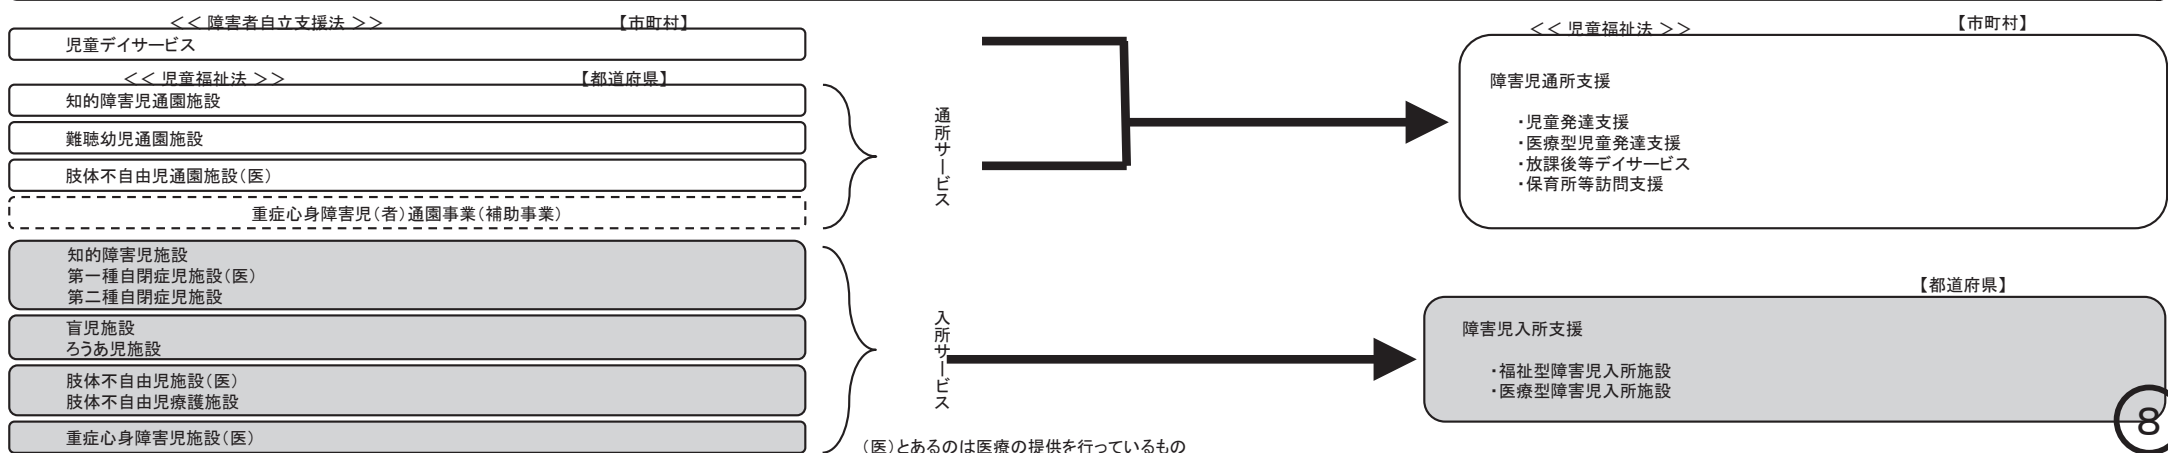 ＜＜ 障害者自立支援法 ＞＞ 【市町村】
児童デイサービス
＜＜ 児童福祉法 ＞＞ 【都道府県】
知的障害児通園施設
難聴幼児通園施設
肢体不自由児通園施設（医）
重症心身障害児（者）通園事業（補助事業）
知的障害児施設
第一種自閉症児施設（医）
第二種自閉症児施設
盲児施設
ろうあ児施設
肢体不自由児施設（医）
肢体不自由児療護施設
重症心身障害児施設（医）
通所サービス
入所サービス
（医）とあるのは医療の提供を行っているもの
＜＜ 児童福祉法 ＞＞ 【市町村】
障害児通所支援
・児童発達支援
・医療型児童発達支援
・放課後等デイサービス
・保育所等訪問支援
【都道府県】
障害児入所支援
・福祉型障害児入所施設
・医療型障害児入所施設
8